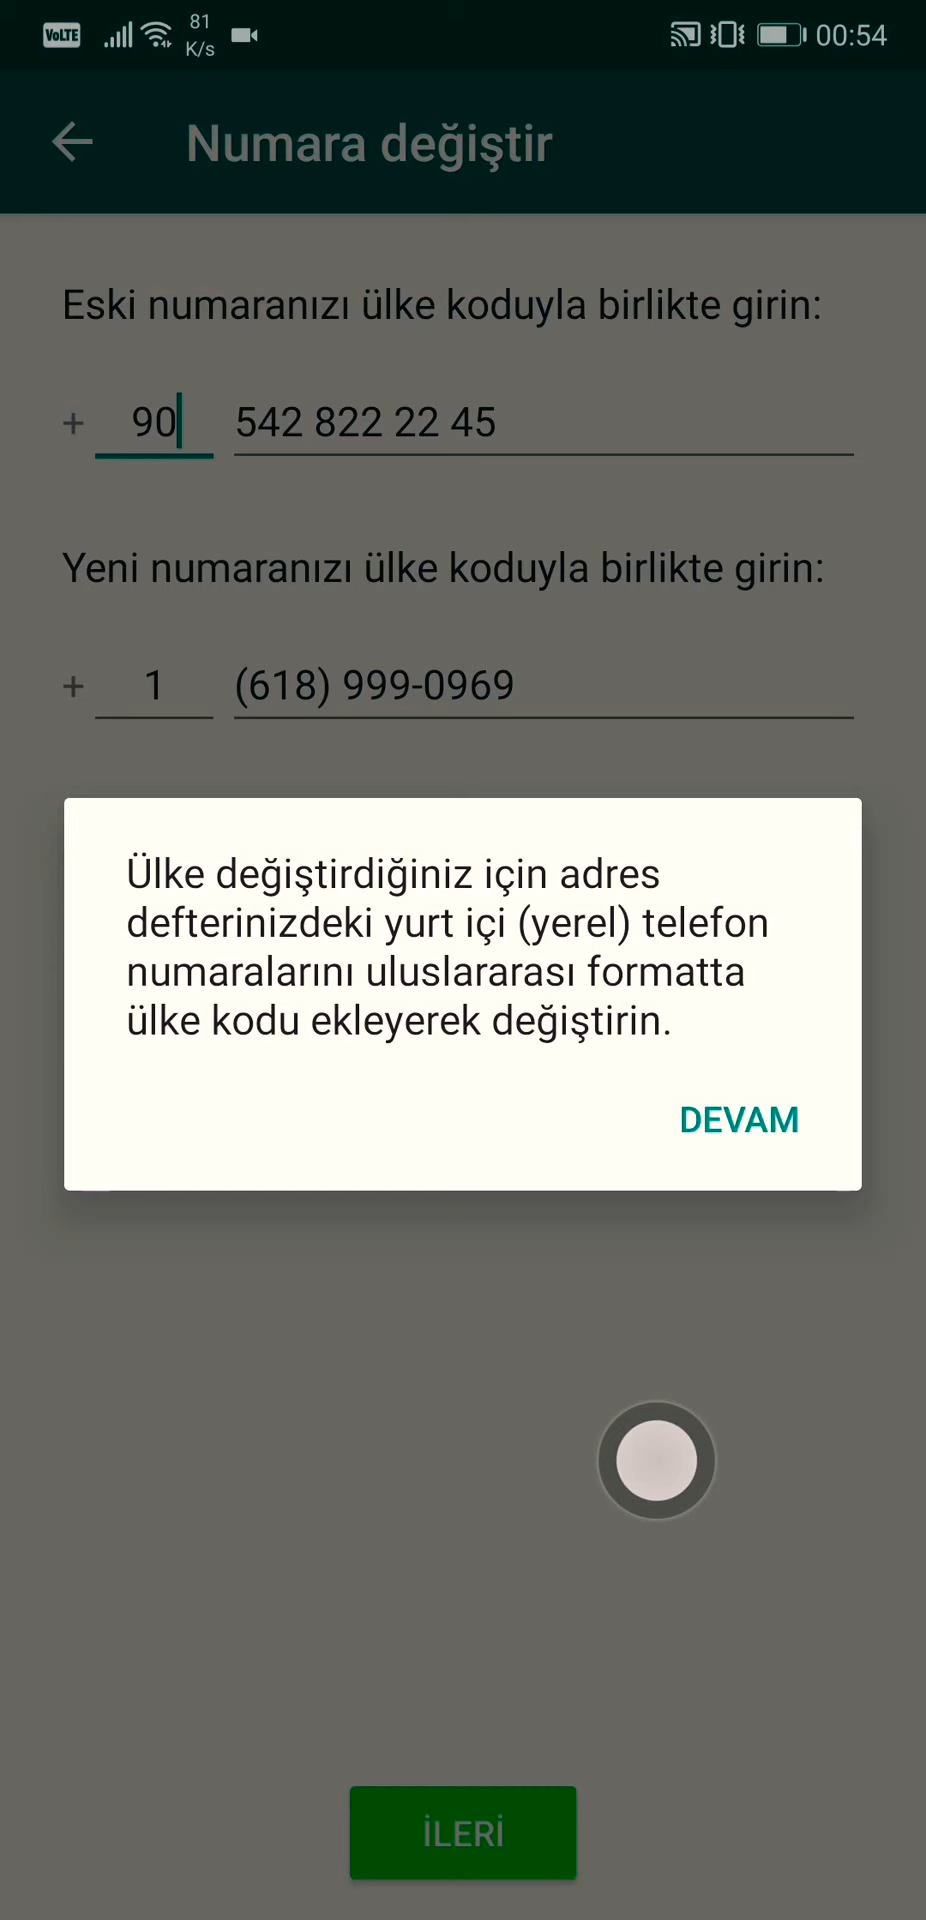 VoLTE 81 K/s 00:54
Numara değiştir
Eski numaranızı ülke koduyla birlikte girin:
+ 90 542 822 22 45
Yeni numaranızı ülke koduyla birlikte girin:
+ 1 (618) 999-0969
Ülke değiştirdiğiniz için adres
defterinizdeki yurt içi (yerel) telefon
numaralarını uluslararası formatta
ülke kodu ekleyerek değiştirin.
DEVAM
İLERİ